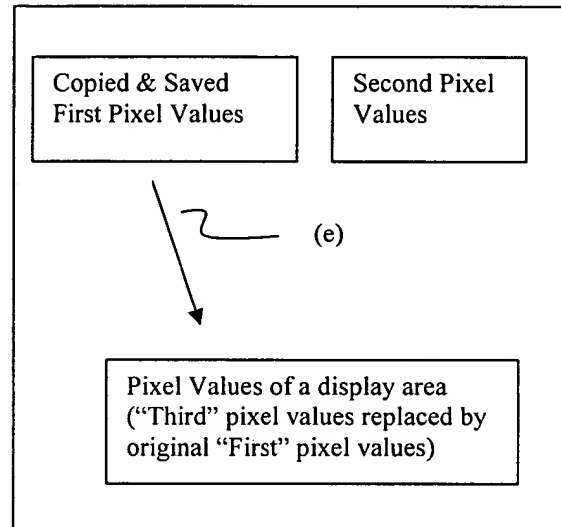 Copied & Saved
First Pixel Values
Second Pixel
Values
(e)
Pixel Values of a display area
(“Third” pixel values replaced by
original “First” pixel values)